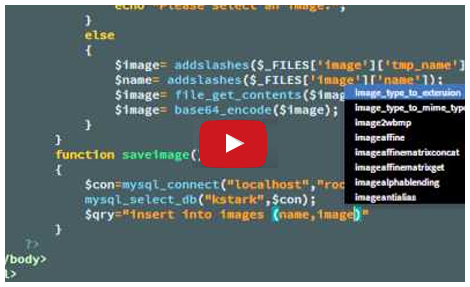 echo "Please select an image.";
}
else
{
$image= addslashes($_FILES['image']['tmp_name']
$name= addslashes($_FILES['image']['name']);
$image= file_get_contents($imag
$image= base64_encode($image);
}
}
function saveimage(
{
$con=mysql_connect("localhost","roo
mysql_select_db("kstark",$con);
$qry="insert into images (name,image)"
}
?>
/body>
l>
image_type_to_extension
image_type_to_mime_type
image2wbmp
imageaffine
imageaffinematrixconcat
imageaffinematrixget
imagealphablending
imageantialias